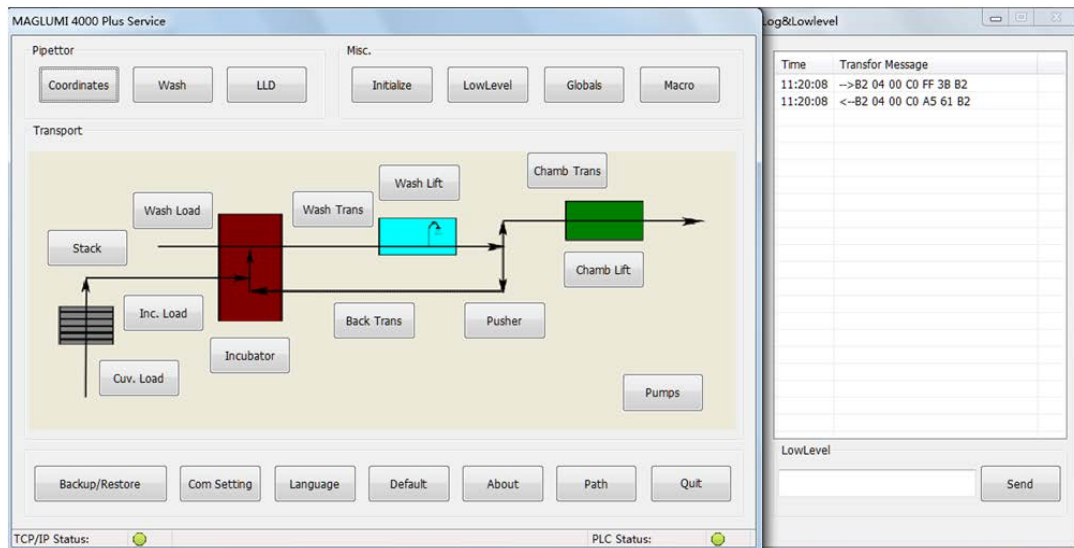 MAGLUMI 4000 Plus Service
Pipettor
Misc.
Coordinates
Wash
LLD
Initialize
LowLevel
Globals
Macro
Transport
Chamb Trans
Wash Lift
Wash Load
Wash Trans
Stack
Chamb Lift
Inc. Load
Back Trans
Pusher
Incubator
Cuv. Load
Pumps
Backup/Restore
Com Setting
Language
Default
About
Path
Quit
TCP/IP Status:
PLC Status:
Log&Lowlevel
Time Transfor Message
11:20:08 -->B2 04 00 C0 FF 3B B2
11:20:08 <--B2 04 00 C0 A5 61 B2
LowLevel
Send